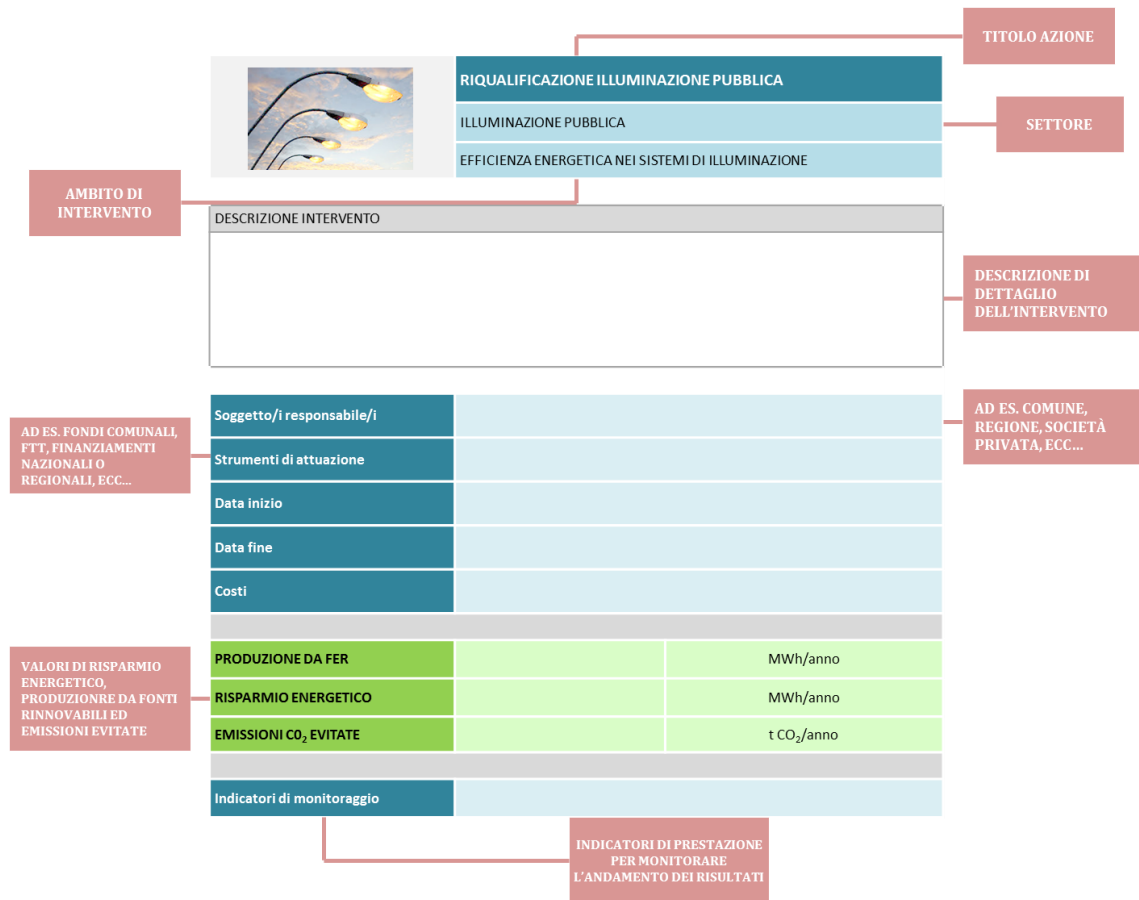 TITOLO AZIONE
RIQUALIFICAZIONE ILLUMINAZIONE PUBBLICA
ILLUMINAZIONE PUBBLICA
SETTORE
EFFICIENZA ENERGETICA NEI SISTEMI DI ILLUMINAZIONE
AMBITO DI
INTERVENTO
DESCRIZIONE INTERVENTO
DESCRIZIONE DI
DETTAGLIO
DELL'INTERVENTO
Soggetto/i responsabile/i
AD ES. COMUNE,
REGIONE, SOCIETÀ
PRIVATA, ECC...
AD ES. FONDI COMUNALI,
FTT, FINANZIAMENTI
NAZIONALI O
REGIONALI, ECC...
Strumenti di attuazione
Data inizio
Data fine
Costi
VALORI DI RISPARMIO
ENERGETICO,
PRODUZIONRE DA FONTI
RINNOVABILI ED
EMISSIONI EVITATE
PRODUZIONE DA FER MWh/anno
RISPARMIO ENERGETICO MWh/anno
EMISSIONI C0₂ EVITATE t CO₂/anno
Indicatori di monitoraggio
INDICATORI DI PRESTAZIONE
PER MONITORARE
L'ANDAMENTO DEI RISULTATI